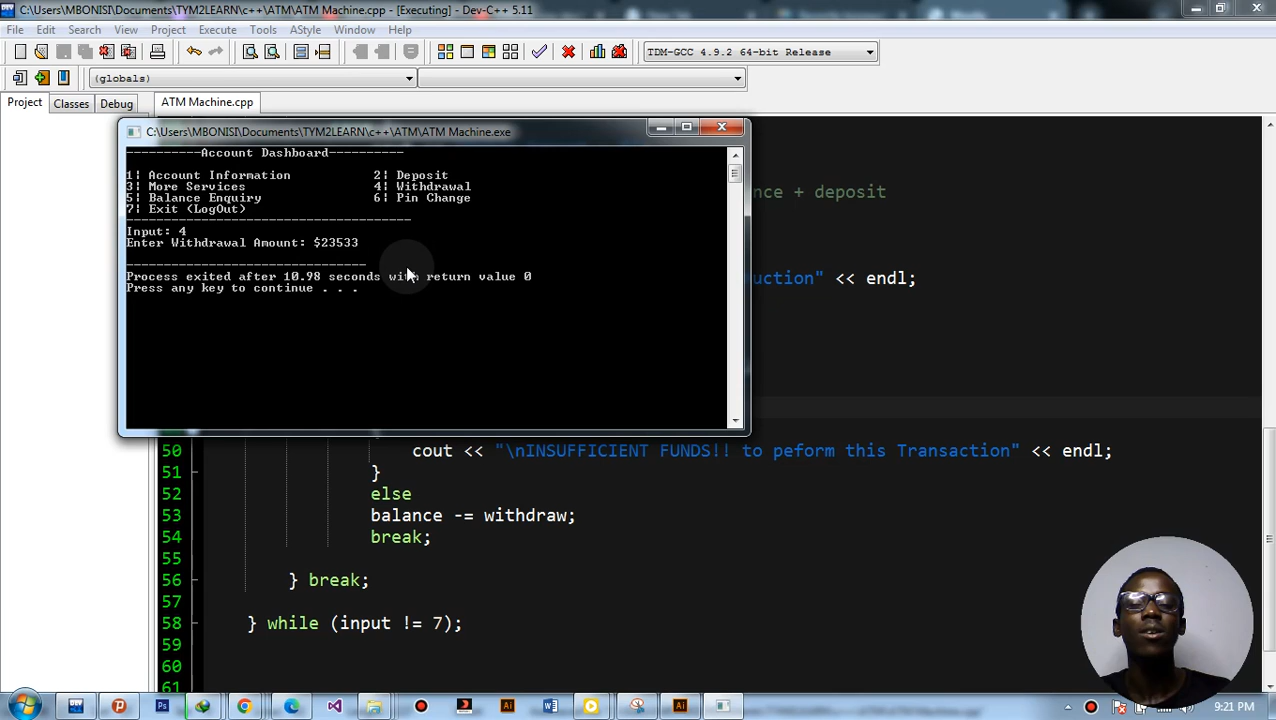 C:\Users\MBONISI\Documents\TYM2LEARN\c++\ATM\ATM Machine.cpp - [Executing] - Dev-C++ 5.11
File Edit Search View Project Execute Tools AStyle Window Help
TDM-GCC 4.9.2 64-bit Release
(globals)
Project Classes Debug ATM Machine.cpp
C:\Users\MBONISI\Documents\TYM2LEARN\c++\ATM\ATM Machine.exe
----------Account Dashboard----------
1¦ Account Information 2¦ Deposit
3¦ More Services 4¦ Withdrawal
5¦ Balance Enquiry 6¦ Pin Change
7¦ Exit (LogOut)
--------------------------------------
Input: 4
Enter Withdrawal Amount: $23533
--------------------------------
Process exited after 10.98 seconds with return value 0
Press any key to continue . . .
nce + deposit
uction" << endl;
50 cout << "\nINSUFFICIENT FUNDS!! to peform this Transaction" << endl;
51 }
52 else
53 balance -= withdraw;
54 break;
55
56 } break;
57
58 } while (input != 7);
59
60
61
9:21 PM